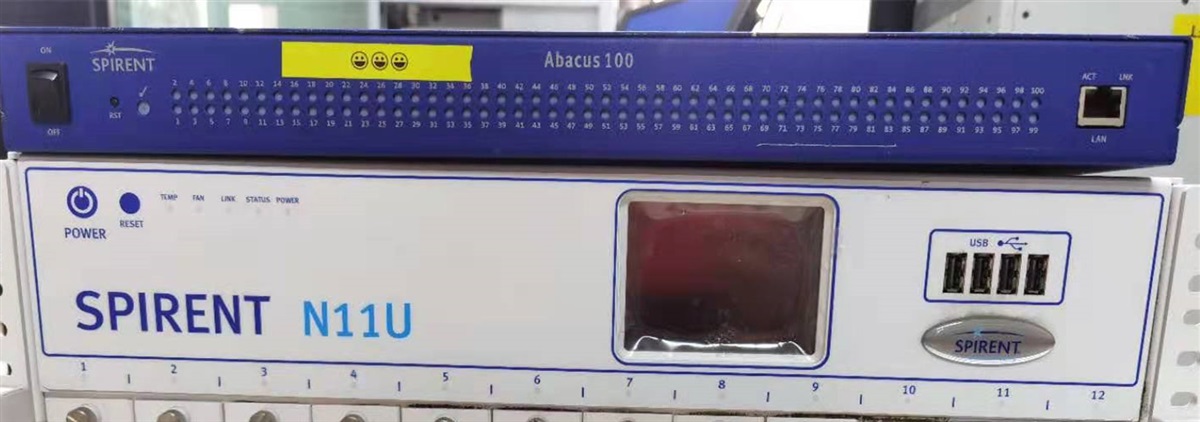 ON
SPIRENT
Abacus 100
ACT LNK
2 4 6 8 10 12 14 16 18 20 22 24 26 28 30 32 34 36 38 40 42 44 46 48 50 52 54 56 58 60 62 64 66 68 70 72 74 76 78 80 82 84 86 88 90 92 94 96 98 100
RST
1 3 5 7 9 11 13 15 17 19 21 23 25 27 29 31 33 35 37 39 41 43 45 47 49 51 53 55 57 59 61 63 65 67 69 71 73 75 77 79 81 83 85 87 89 91 93 95 97 99
OFF
LAN
POWER
RESET
TEMP FAN LINK STATUS POWER
USB
SPIRENT N11U
SPIRENT
1 2 3 4 5 6 7 8 9 10 11 12